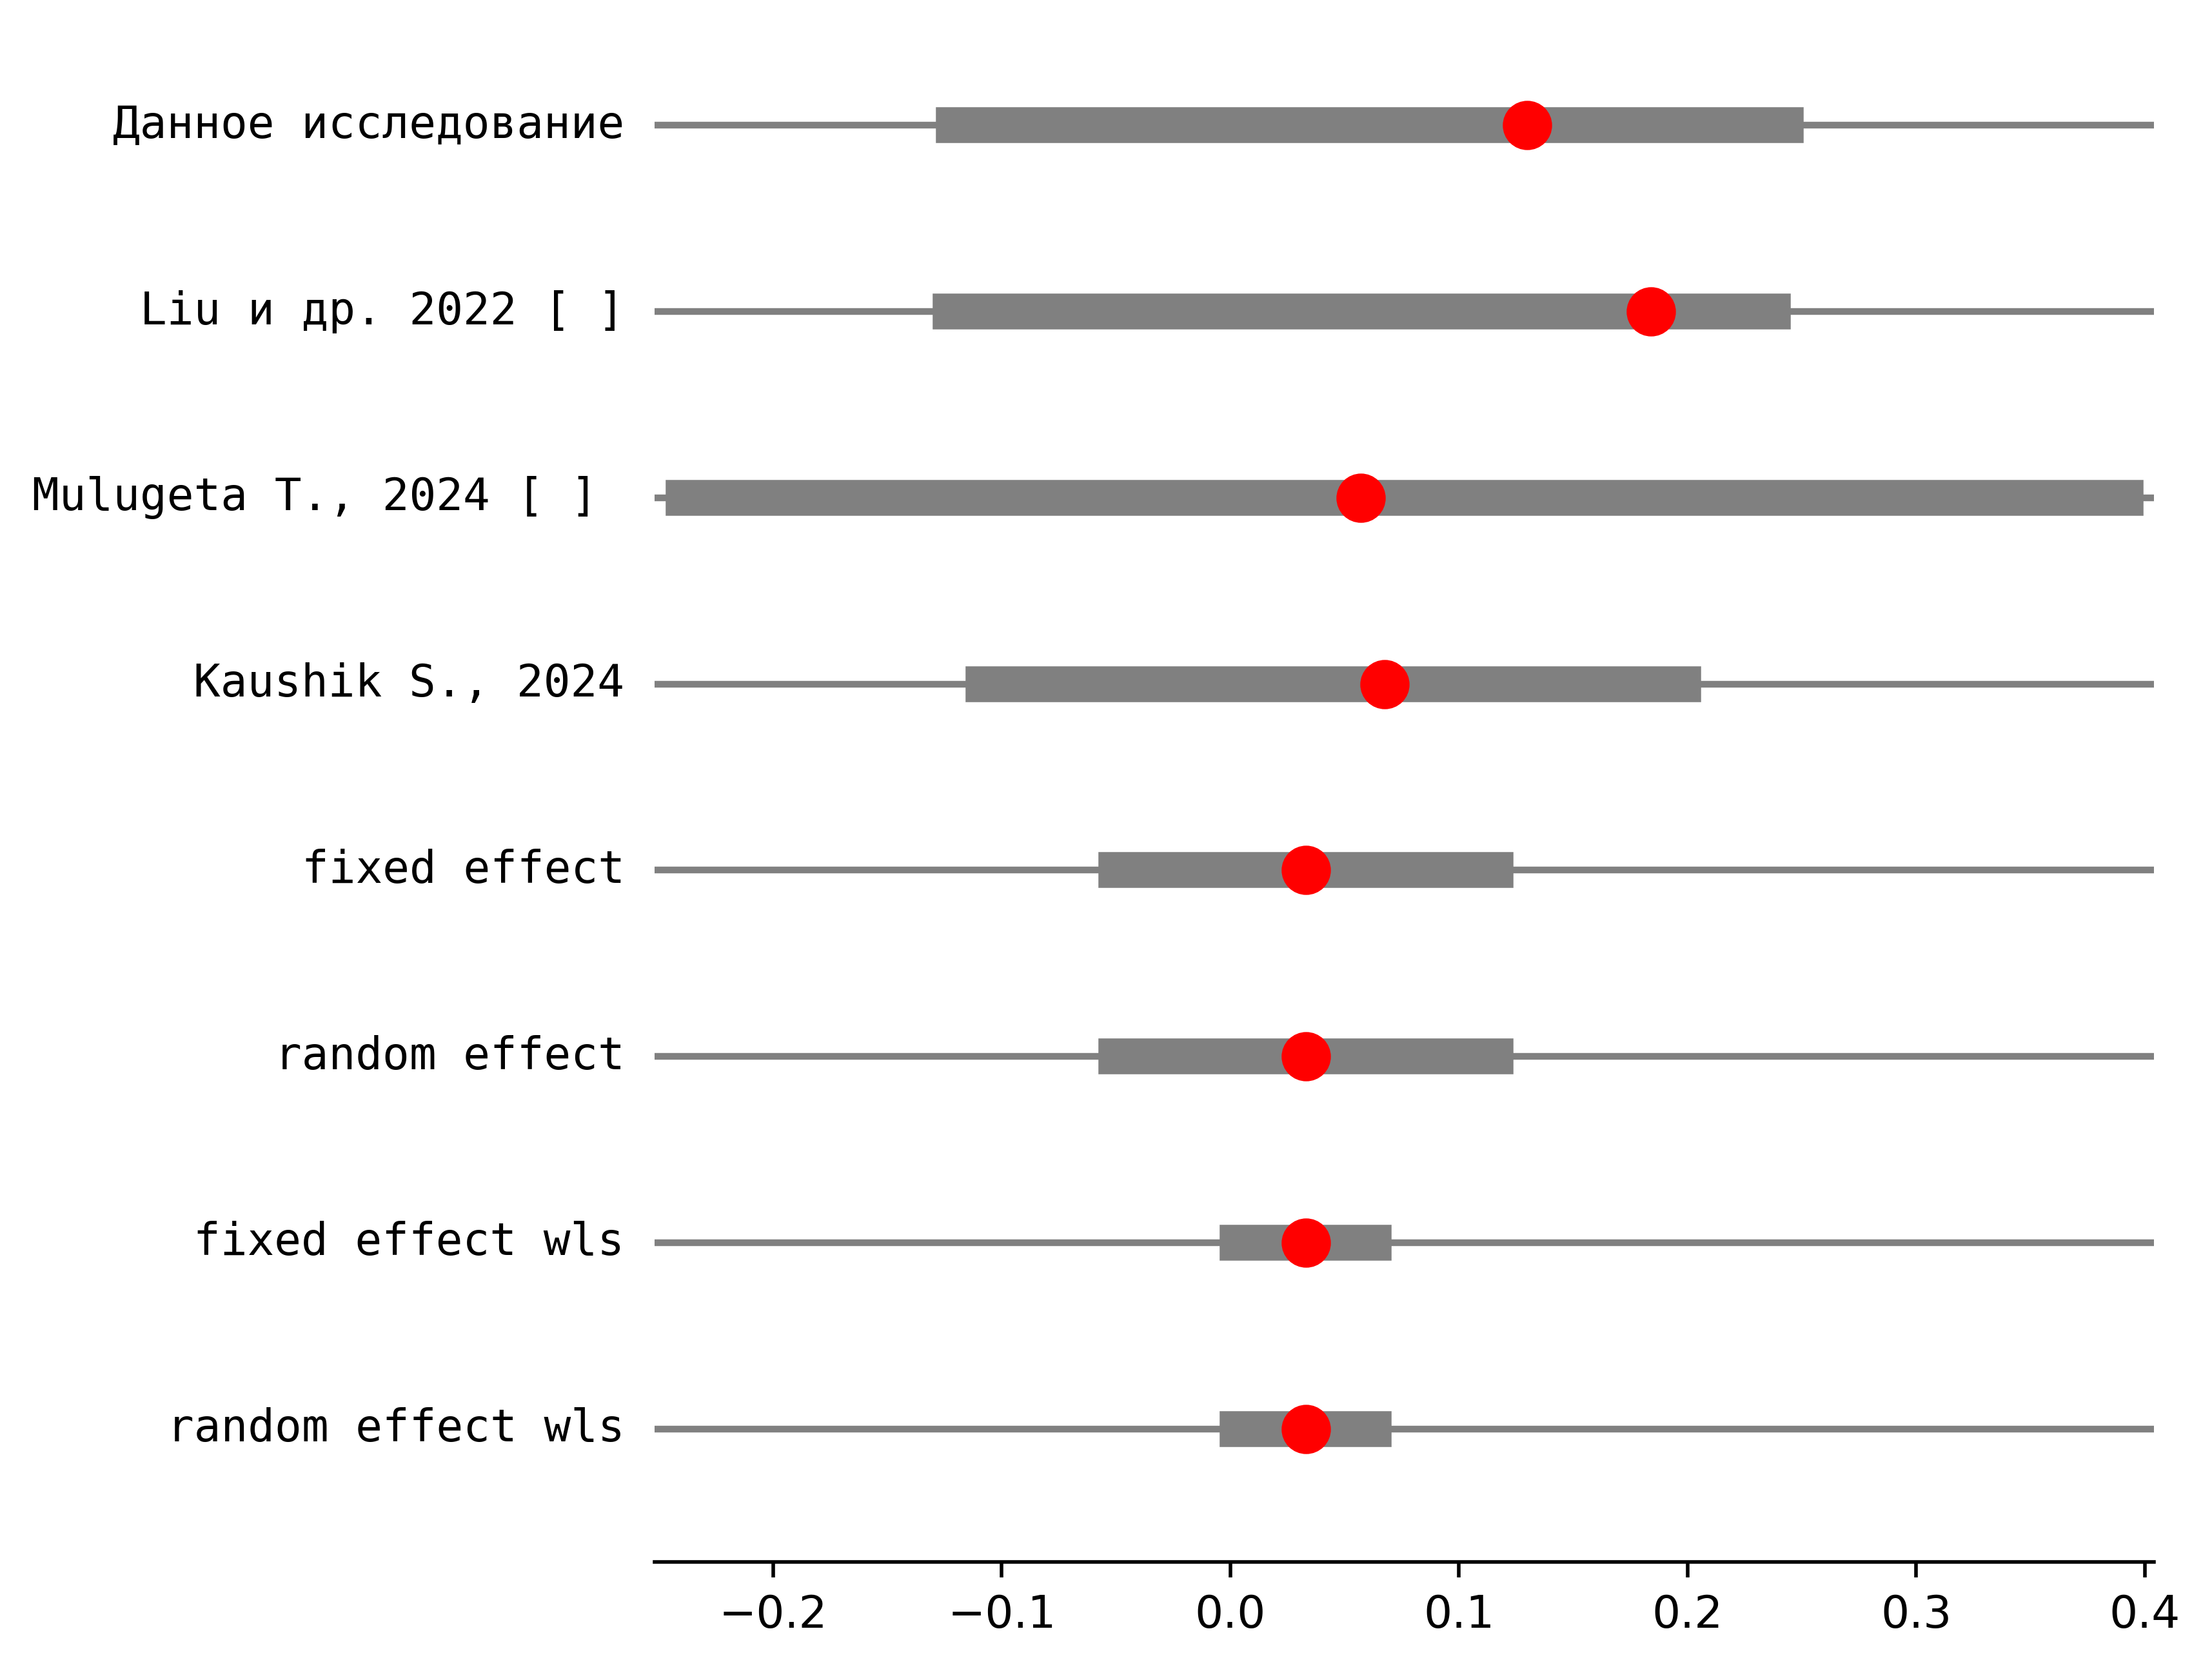 Данное исследование
Liu и др. 2022 [ ]
Mulugeta T., 2024 [ ]
Kaushik S., 2024
fixed effect
random effect
fixed effect wls
random effect wls
−0.2 −0.1 0.0 0.1 0.2 0.3 0.4